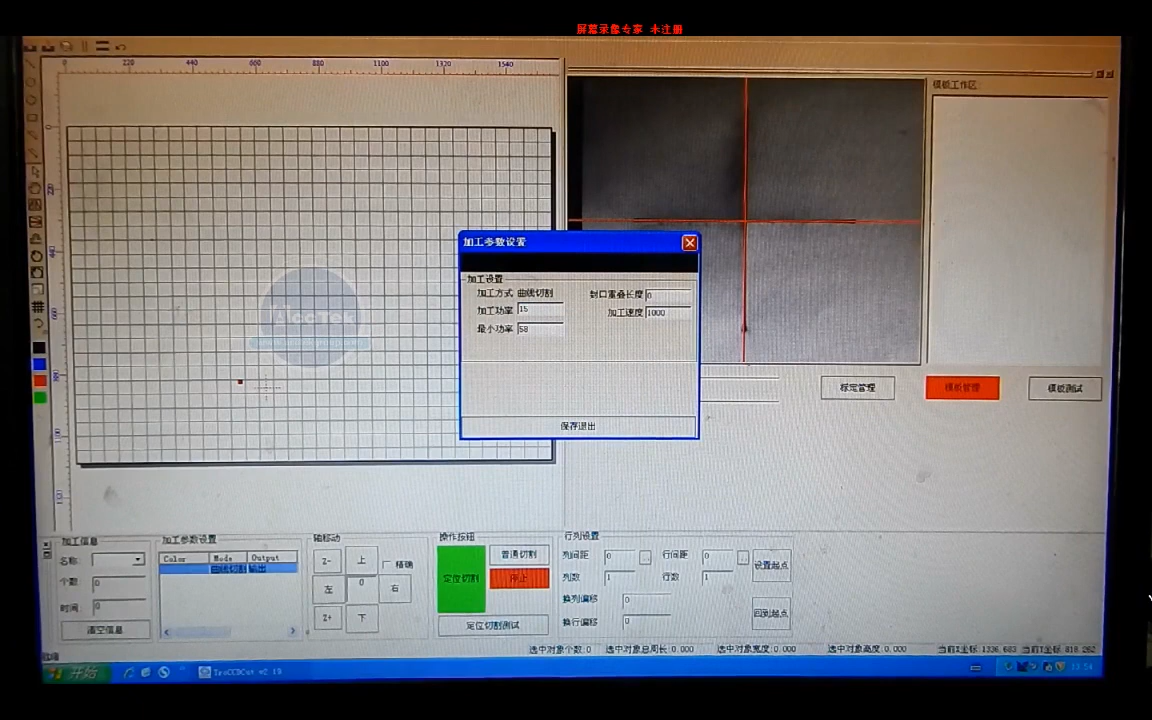 屏幕录像专家 未注册
0 220 440 660 880 1100 1320 1540
模板工作区
加工参数设置
加工设置
加工方式 曲线切割 封口重叠长度 0
加工功率 15 加工速度 1000
最小功率 58
保存退出
AccTek
标定管理 模板管理 模板测试
加工信息
名称:
个数 0
时间: 0
清空信息
加工参数设置
Color Mode Output
曲线切割 输出
轴移动
Z- 上 精确
左 0 右
Z+ 下
操作按钮
定位切割 普通切割
停止
定位切割测试
行列设置
列间距 0 ... 行间距 0 ... 设置起点
列数 1 行数 1
换列偏移 0
换行偏移 0 回到起点
选中对象个数:0 选中对象总周长:0.000 选中对象宽度:0.000 选中对象高度:0.000
开始 13:54